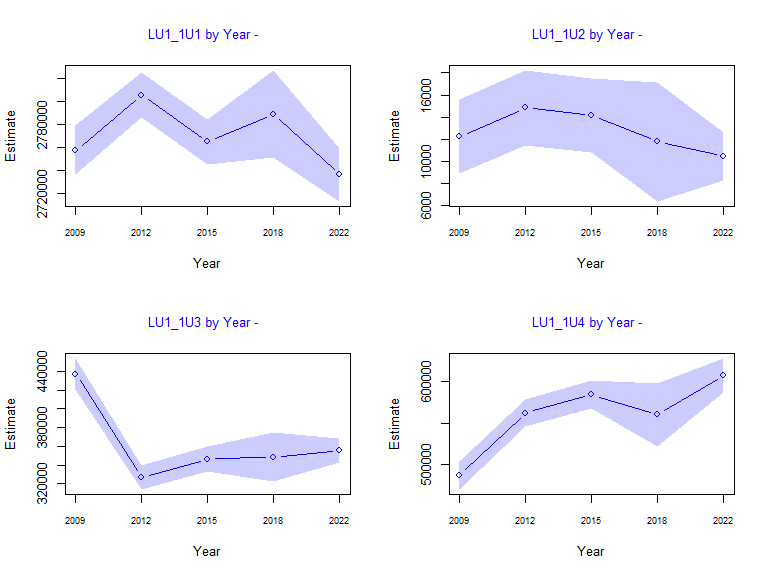 LU1_1U1 by Year -
Estimate
2720000
2780000
2009
2012
2015
2018
2022
Year
LU1_1U2 by Year -
Estimate
6000
10000
16000
2009
2012
2015
2018
2022
Year
LU1_1U3 by Year -
Estimate
320000
380000
440000
2009
2012
2015
2018
2022
Year
LU1_1U4 by Year -
Estimate
500000
600000
2009
2012
2015
2018
2022
Year